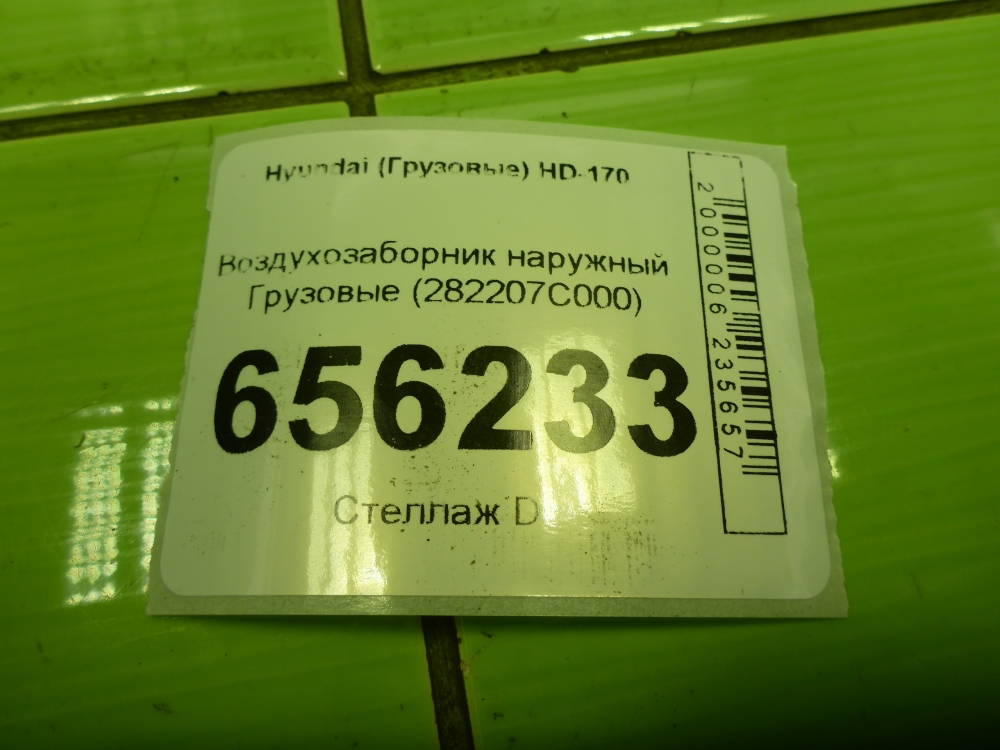 Hyundai (Грузовые) HD-170
Воздухозаборник наружный
Грузовые (282207C000)
656233
Стеллаж D
2000006235657